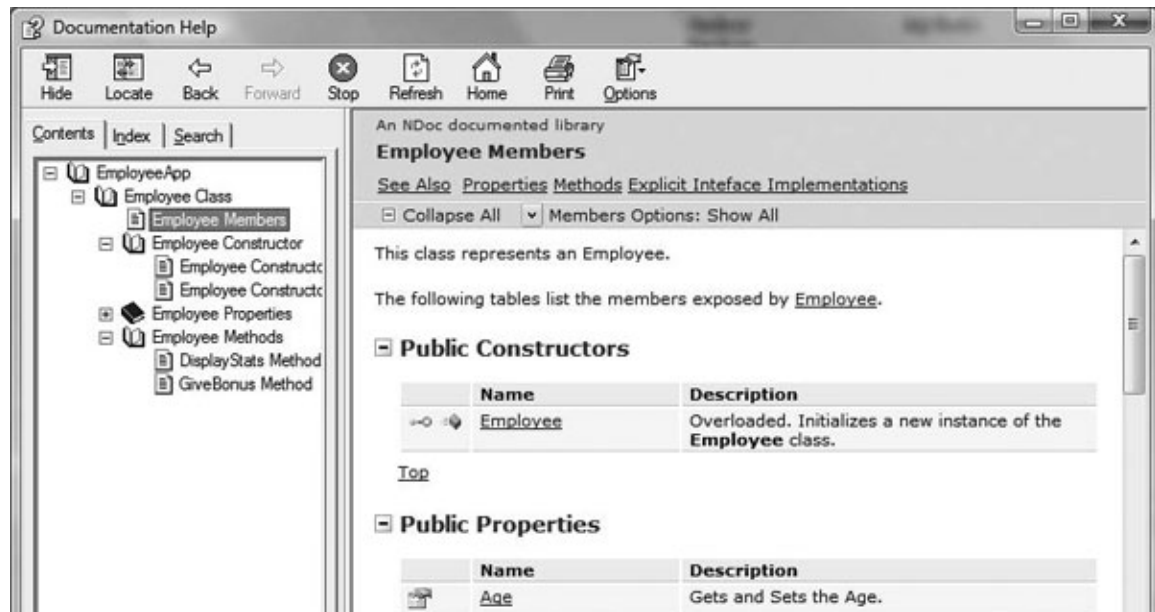 Documentation Help
Hide Locate Back Forward Stop Refresh Home Print Options
Contents Index Search
EmployeeApp
Employee Class
Employee Members
Employee Constructor
Employee Constructo
Employee Constructo
Employee Properties
Employee Methods
DisplayStats Method
GiveBonus Method
An NDoc documented library
Employee Members
See Also Properties Methods Explicit Inteface Implementations
Collapse All Members Options: Show All
This class represents an Employee.
The following tables list the members exposed by Employee.
Public Constructors
Name Description
Employee Overloaded. Initializes a new instance of the
Employee class.
Top
Public Properties
Name Description
Age Gets and Sets the Age.